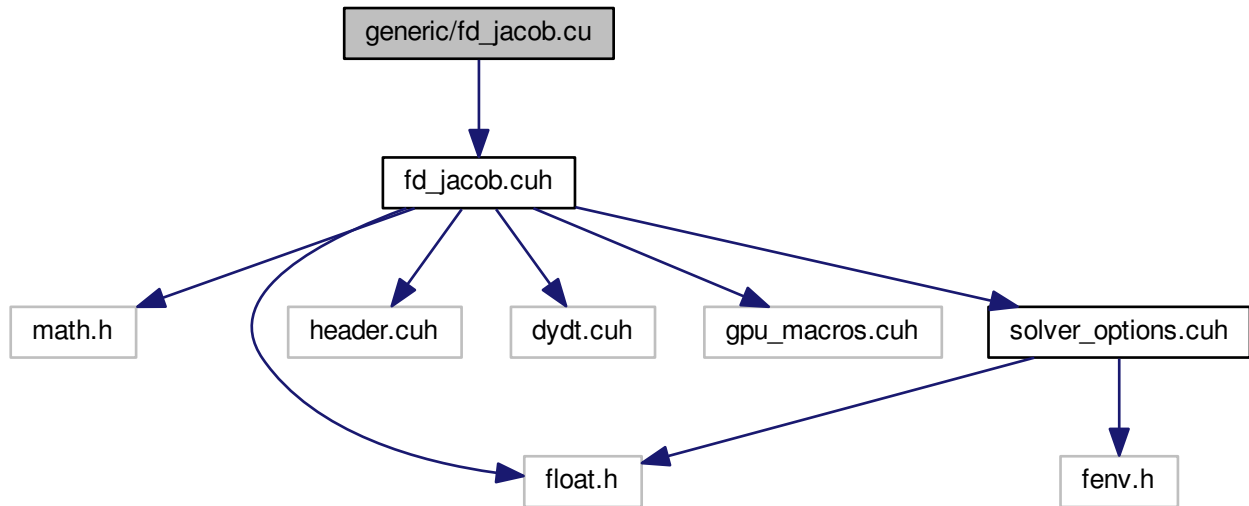 generic/fd_jacob.cu
fd_jacob.cuh
math.h
header.cuh
dydt.cuh
gpu_macros.cuh
solver_options.cuh
float.h
fenv.h